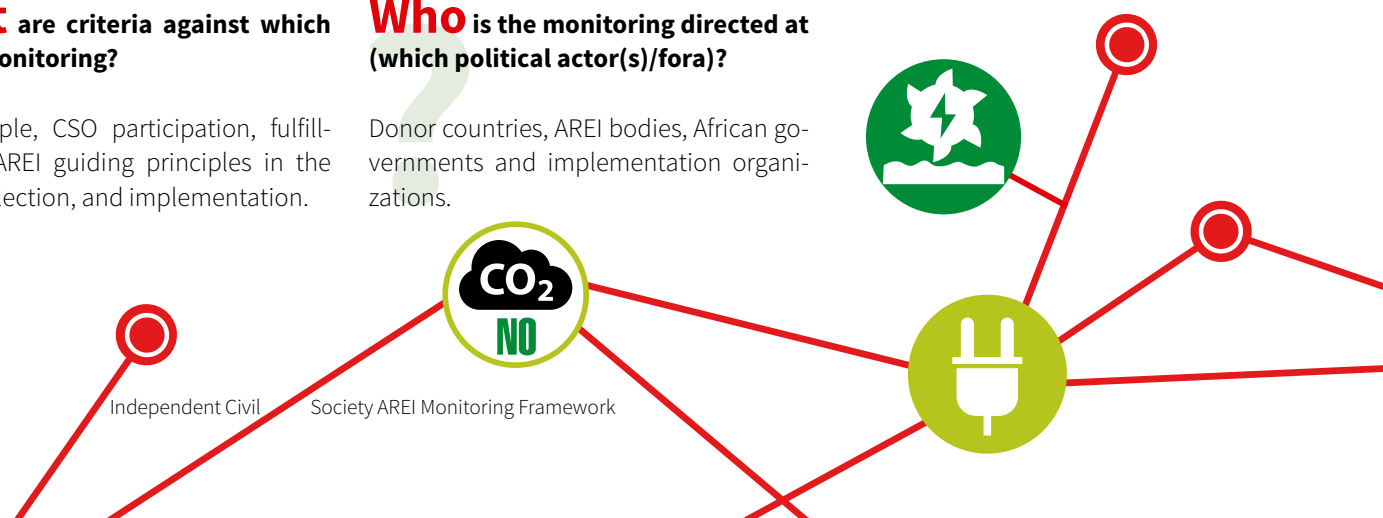 t are criteria against which
onitoring?
ple, CSO participation, fulfill-
AREI guiding principles in the
lection, and implementation.
Who is the monitoring directed at
(which political actor(s)/fora)?
?
Donor countries, AREI bodies, African go-
vernments and implementation organi-
zations.
CO₂
NO
Independent Civil Society AREI Monitoring Framework